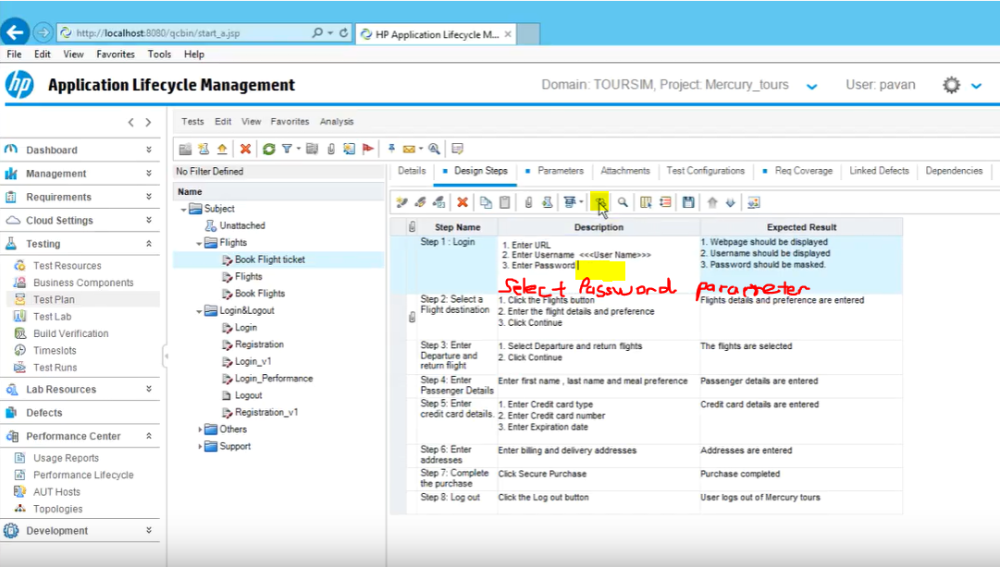 http://localhost:8080/qcbin/start_a.jsp
HP Application Lifecycle M...
File Edit View Favorites Tools Help
hp Application Lifecycle Management
Domain: TOURSIM, Project: Mercury_tours
User: pavan
Dashboard
Management
Requirements
Cloud Settings
Testing
Test Resources
Business Components
Test Plan
Test Lab
Build Verification
Timeslots
Test Runs
Lab Resources
Defects
Performance Center
Usage Reports
Performance Lifecycle
AUT Hosts
Topologies
Development
Tests Edit View Favorites Analysis
No Filter Defined
Name
Subject
Unattached
Flights
Book Flight ticket
Flights
Book Flights
Login&Logout
Login
Registration
Login_v1
Login_Performance
Logout
Registration_v1
Others
Support
Details Design Steps Parameters Attachments Test Configurations Req Coverage Linked Defects Dependencies
Step Name Description Expected Result
Step 1 : Login
1. Enter URL
2. Enter Username <<<User Name>>>
3. Enter Password
1. Webpage should be displayed
2. Username should be displayed
3. Password should be masked.
Select Password parameter
Step 2: Select a
Flight destination
1. Click the Flights button
2. Enter the flight details and preference
3. Click Continue
Flights details and preference are entered
Step 3: Enter
Departure and
return flight
1. Select Departure and return flights
2. Click Continue
The flights are selected
Step 4: Enter
Passenger Details
Enter first name , last name and meal preference
Passenger details are entered
Step 5: Enter
credit card details.
1. Enter Credit card type
2. Enter Credit card number
3. Enter Expiration date
Credit card details are entered
Step 6: Enter
addresses
Enter billing and delivery addresses
Addresses are entered
Step 7: Complete
the purchase
Click Secure Purchase
Purchase completed
Step 8: Log out
Click the Log out button
User logs out of Mercury tours